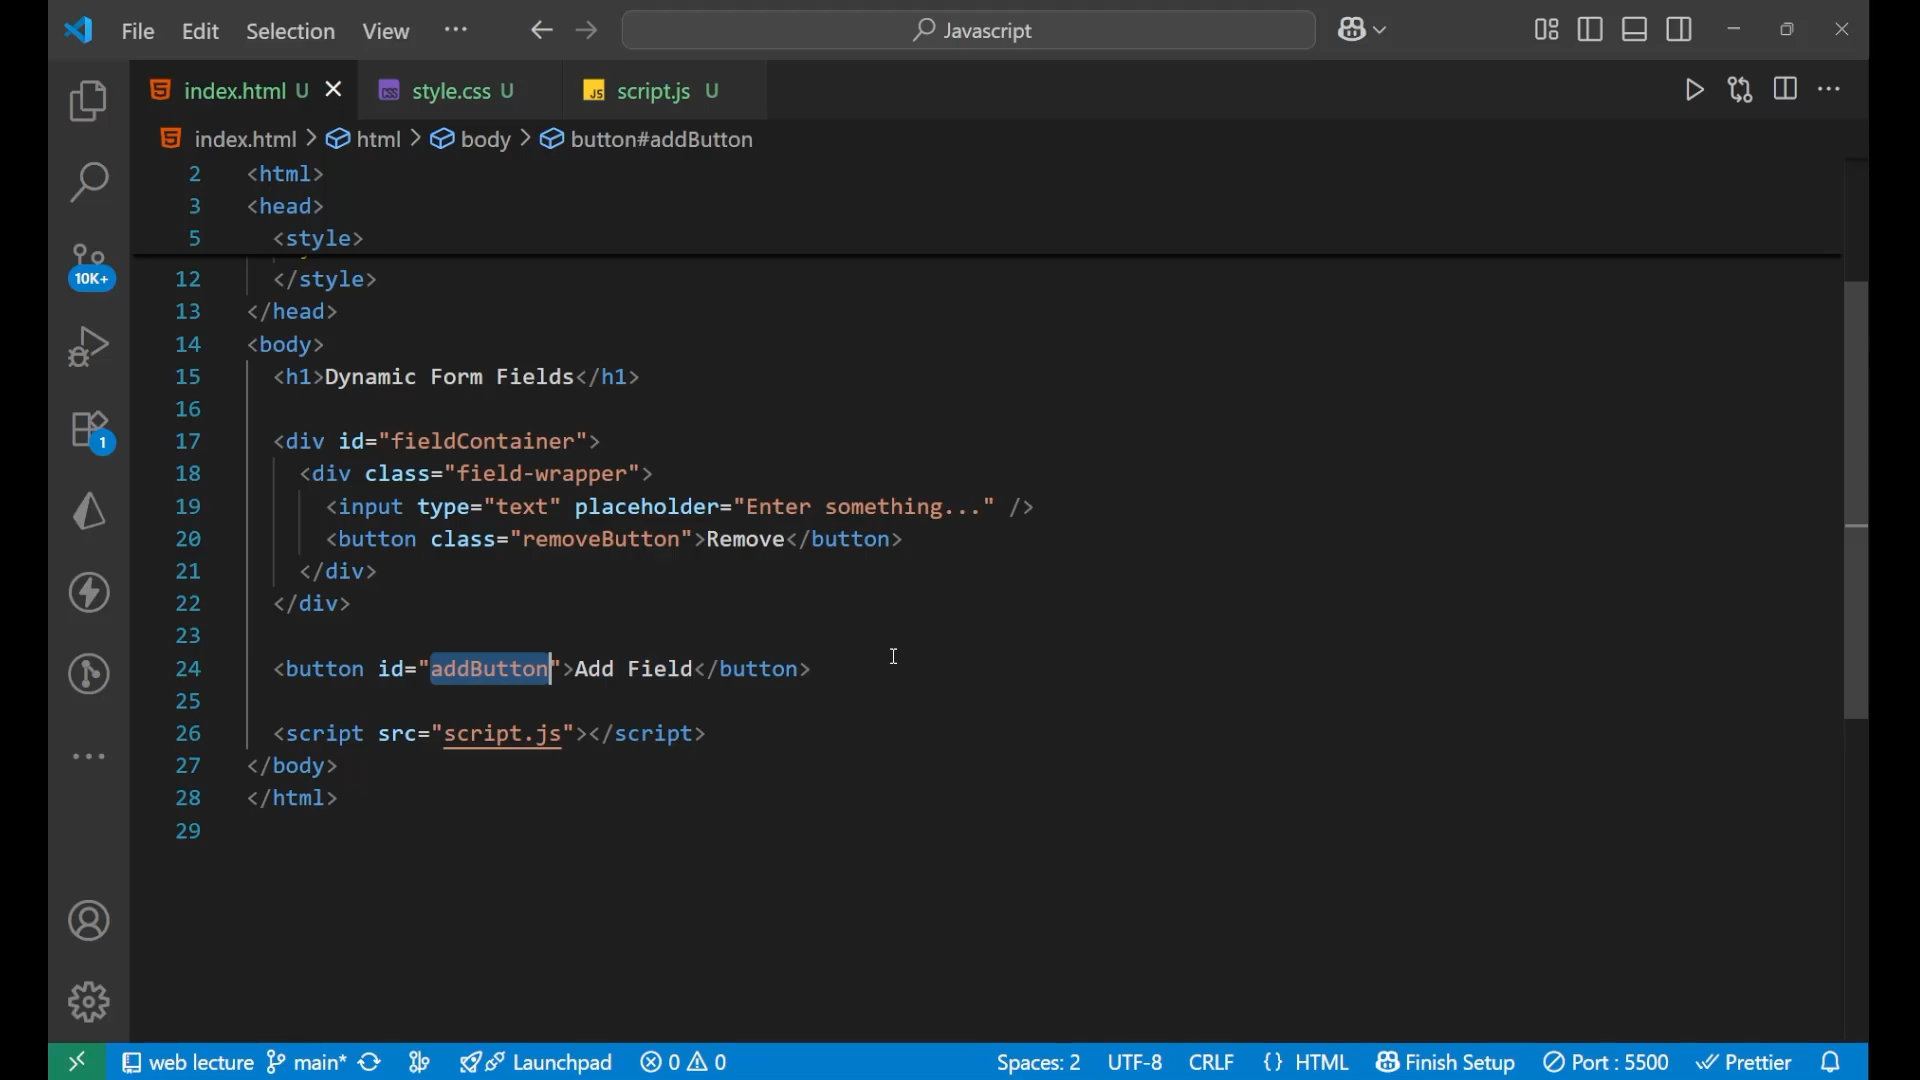 File Edit Selection View ··· Javascript
index.html U style.css U JS script.js U
index.html > html > body > button#addButton
2 <html>
3 <head>
5 <style>
12 </style>
13 </head>
14 <body>
15 <h1>Dynamic Form Fields</h1>
16
17 <div id="fieldContainer">
18 <div class="field-wrapper">
19 <input type="text" placeholder="Enter something..." />
20 <button class="removeButton">Remove</button>
21 </div>
22 </div>
23
24 <button id="addButton">Add Field</button>
25
26 <script src="script.js"></script>
27 </body>
28 </html>
29
10K+
1
web lecture main* Launchpad 0 0 Spaces: 2 UTF-8 CRLF {} HTML Finish Setup Port : 5500 Prettier